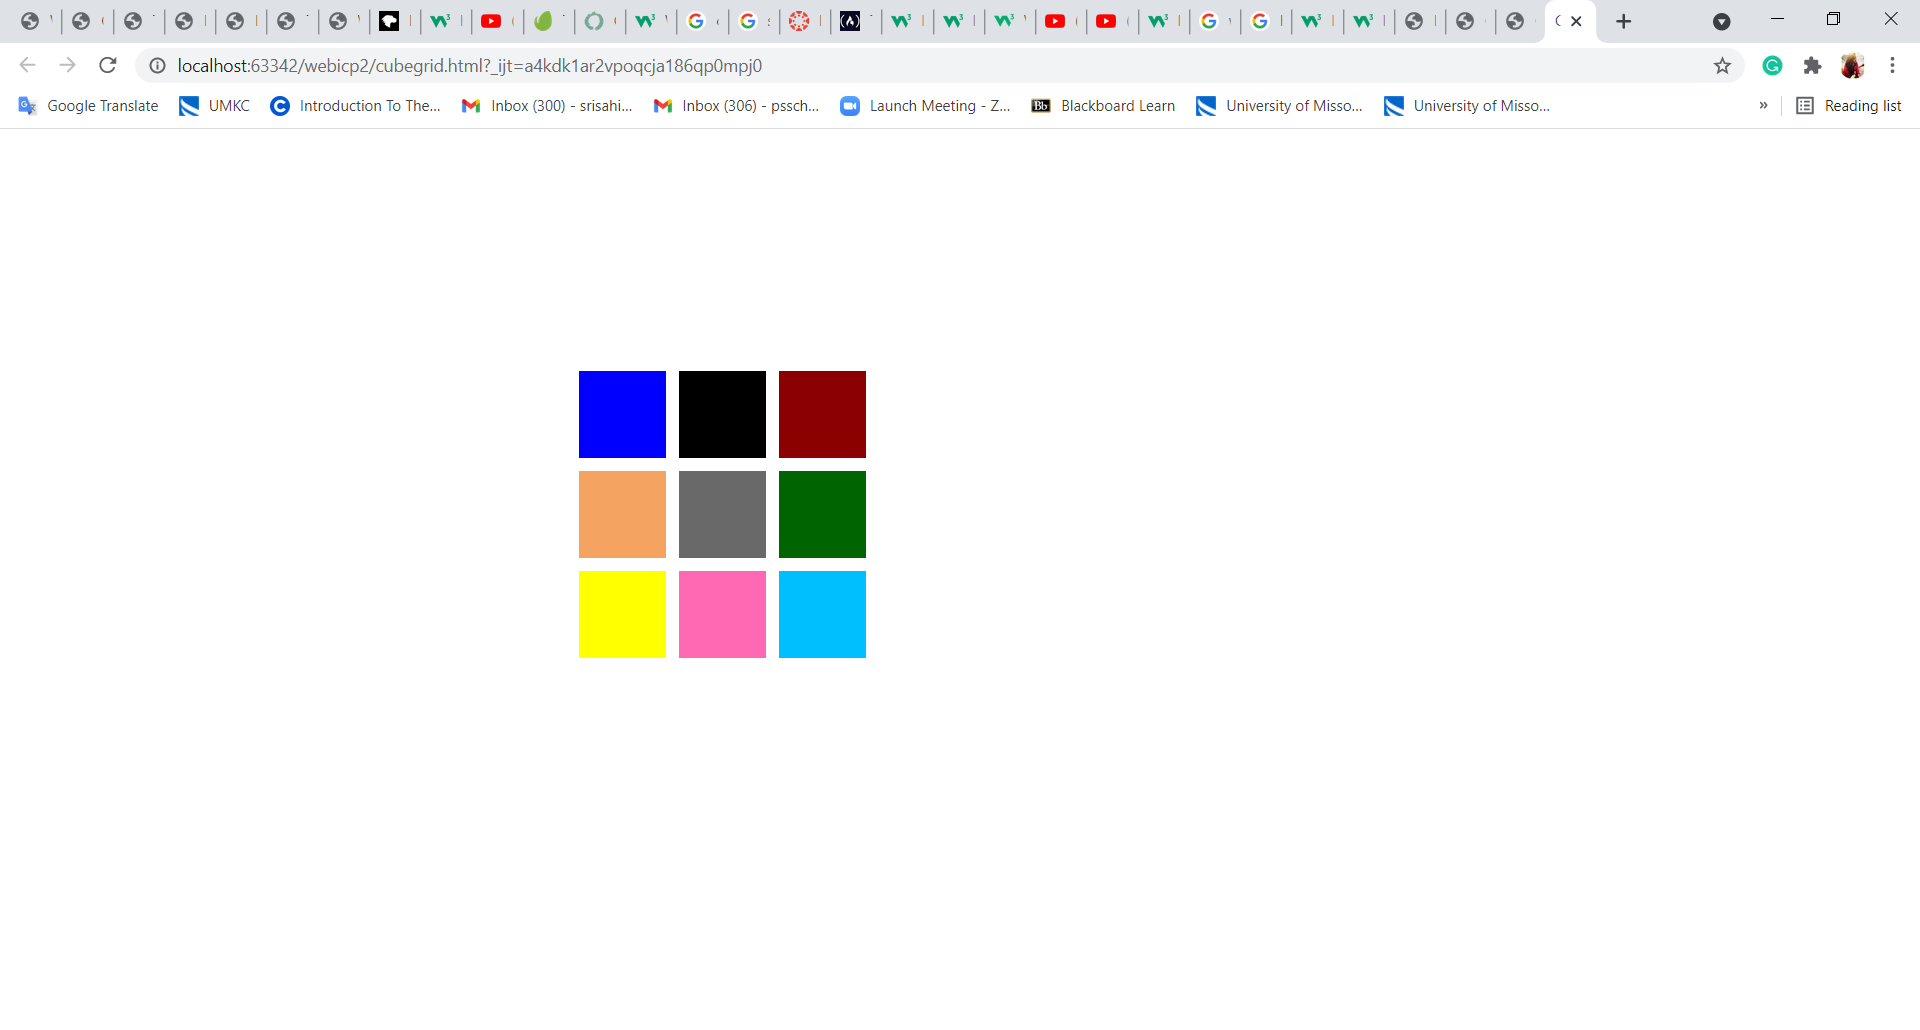 localhost:63342/webicp2/cubegrid.html?_ijt=a4kdk1ar2vpoqcja186qp0mpj0
Google Translate UMKC Introduction To The... Inbox (300) - srisahi... Inbox (306) - pssch... Launch Meeting - Z... Bb Blackboard Learn University of Misso... University of Misso... » Reading list